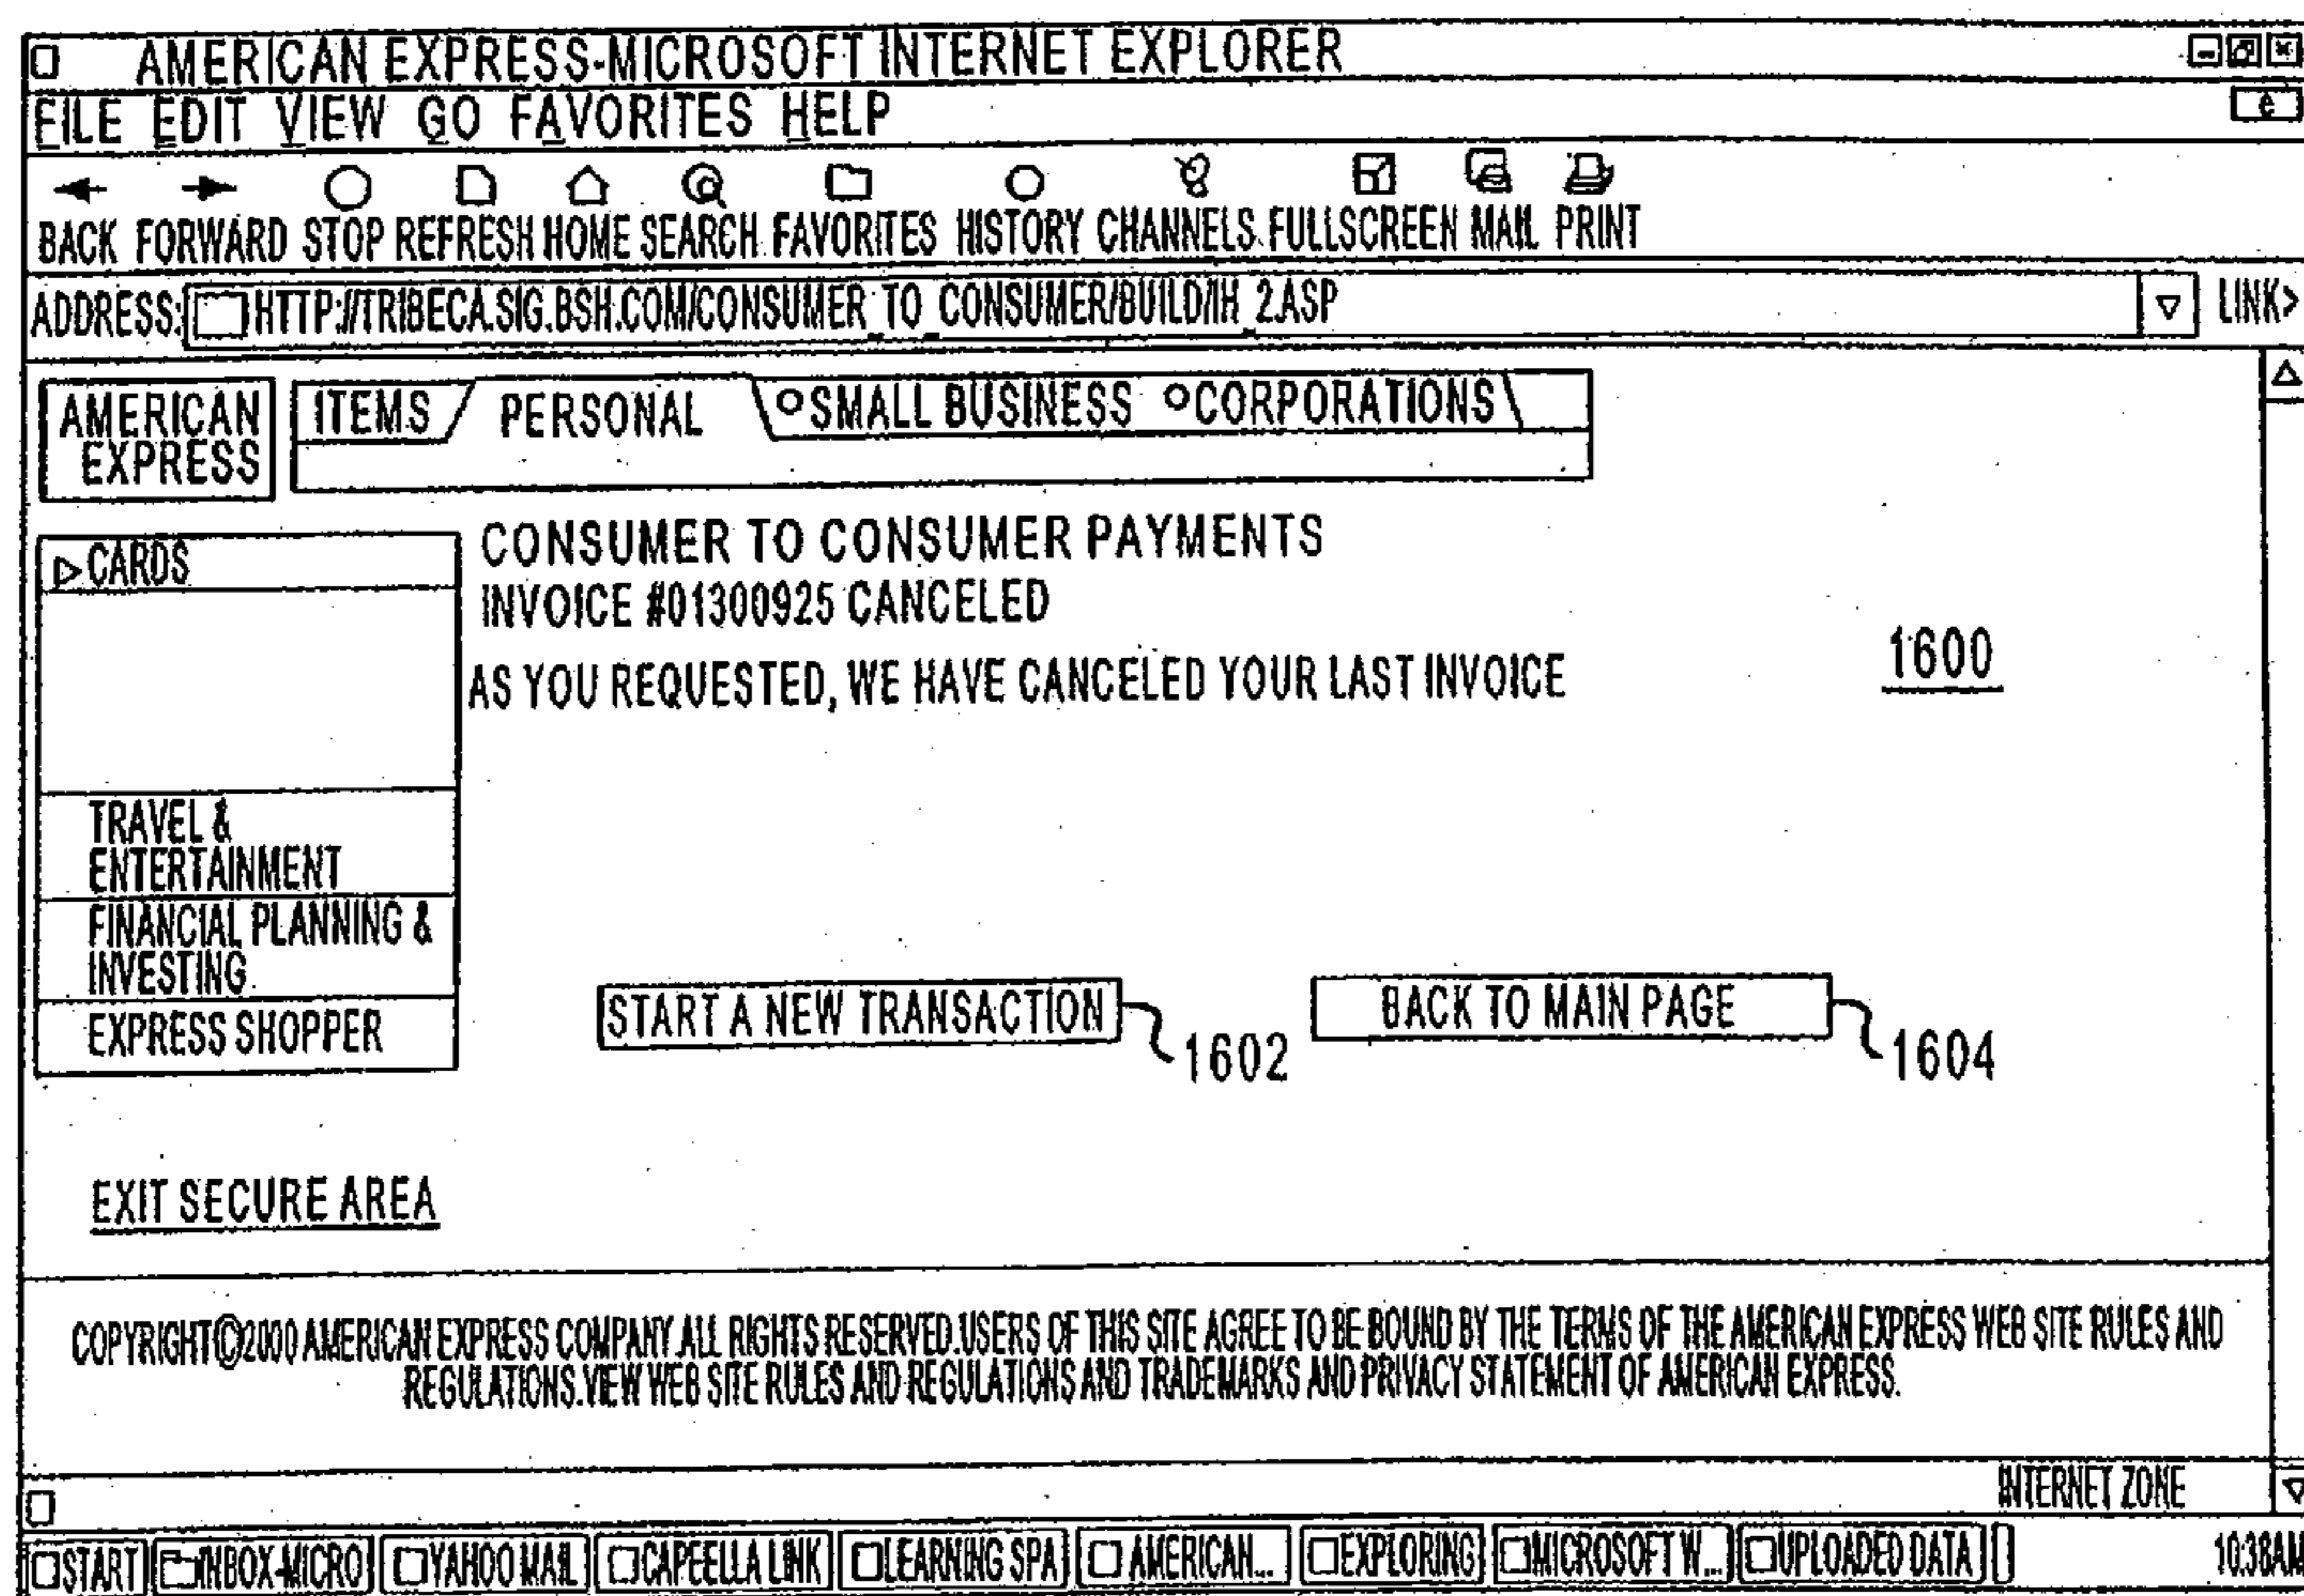 AMERICAN EXPRESS-MICROSOFT INTERNET EXPLORER
FILE EDIT VIEW GO FAVORITES HELP
e
BACK FORWARD STOP REFRESH HOME SEARCH FAVORITES HISTORY CHANNELS FULLSCREEN MAIL PRINT
ADDRESS: HTTP://TRIBECA.SIG.BSH.COM/CONSUMER_TO_CONSUMER/BUILD/IH_2.ASP LINK>
AMERICAN
EXPRESS
ITEMS PERSONAL SMALL BUSINESS CORPORATIONS
CARDS
TRAVEL &
ENTERTAINMENT
FINANCIAL PLANNING &
INVESTING
EXPRESS SHOPPER
CONSUMER TO CONSUMER PAYMENTS
INVOICE #01300925 CANCELED
AS YOU REQUESTED, WE HAVE CANCELED YOUR LAST INVOICE
1600
START A NEW TRANSACTION 1602
BACK TO MAIN PAGE 1604
EXIT SECURE AREA
COPYRIGHT©2000 AMERICAN EXPRESS COMPANY.ALL RIGHTS RESERVED.USERS OF THIS SITE AGREE TO BE BOUND BY THE TERMS OF THE AMERICAN EXPRESS WEB SITE RULES AND
REGULATIONS.VIEW WEB SITE RULES AND REGULATIONS AND TRADEMARKS AND PRIVACY STATEMENT OF AMERICAN EXPRESS.
INTERNET ZONE
START INBOX-MICRO YAHOO MAIL CAPEELLA LINK LEARNING SPA AMERICAN... EXPLORING MICROSOFT W... UPLOADED DATA 10:38AM